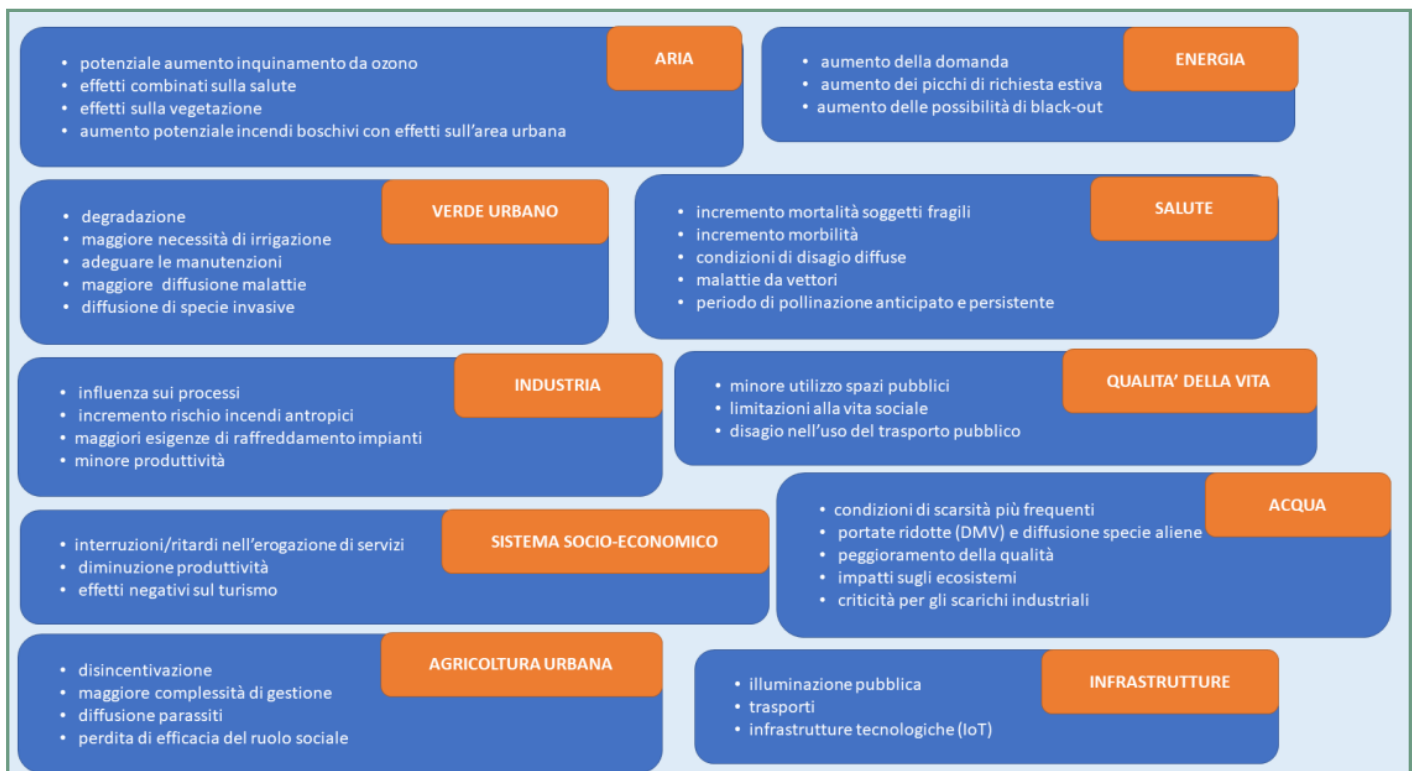 ARIA
• potenziale aumento inquinamento da ozono
• effetti combinati sulla salute
• effetti sulla vegetazione
• aumento potenziale incendi boschivi con effetti sull'area urbana
ENERGIA
• aumento della domanda
• aumento dei picchi di richiesta estiva
• aumento delle possibilità di black-out
VERDE URBANO
• degradazione
• maggiore necessità di irrigazione
• adeguare le manutenzioni
• maggiore diffusione malattie
• diffusione di specie invasive
SALUTE
• incremento mortalità soggetti fragili
• incremento morbilità
• condizioni di disagio diffuse
• malattie da vettori
• periodo di pollinazione anticipato e persistente
INDUSTRIA
• influenza sui processi
• incremento rischio incendi antropici
• maggiori esigenze di raffreddamento impianti
• minore produttività
QUALITA' DELLA VITA
• minore utilizzo spazi pubblici
• limitazioni alla vita sociale
• disagio nell'uso del trasporto pubblico
SISTEMA SOCIO-ECONOMICO
• interruzioni/ritardi nell'erogazione di servizi
• diminuzione produttività
• effetti negativi sul turismo
ACQUA
• condizioni di scarsità più frequenti
• portate ridotte (DMV) e diffusione specie aliene
• peggioramento della qualità
• impatti sugli ecosistemi
• criticità per gli scarichi industriali
AGRICOLTURA URBANA
• disincentivazione
• maggiore complessità di gestione
• diffusione parassiti
• perdita di efficacia del ruolo sociale
INFRASTRUTTURE
• illuminazione pubblica
• trasporti
• infrastrutture tecnologiche (IoT)